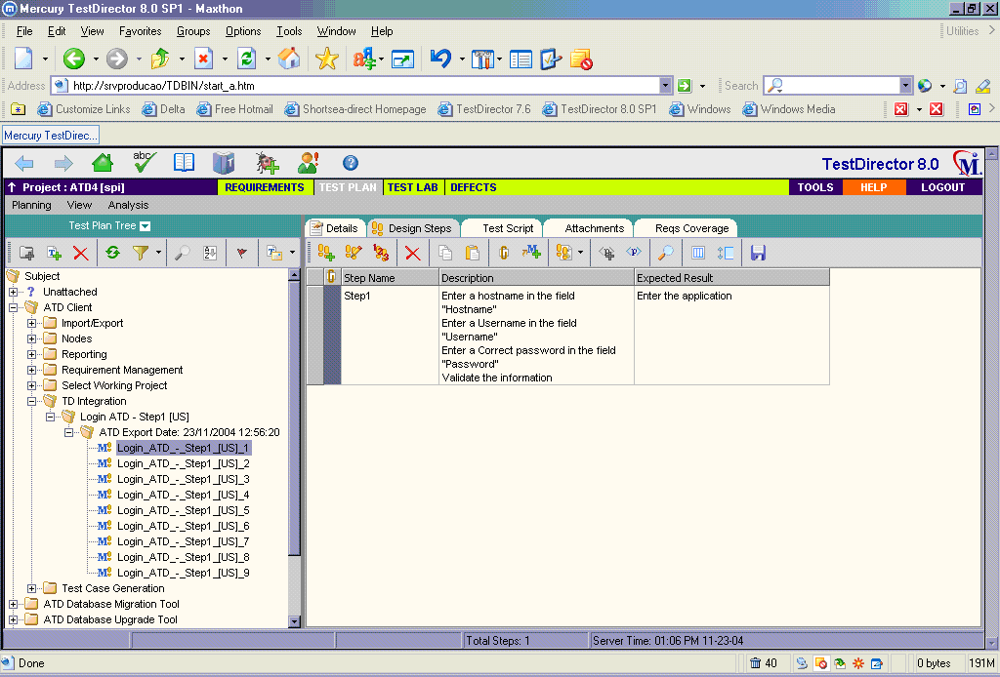 Mercury TestDirector 8.0 SP1 - Maxthon
File Edit View Favorites Groups Options Tools Window Help
Utilities
Address http://srvproducao/TDBIN/start_a.htm
Search
Customize Links Delta Free Hotmail Shortsea-direct Homepage TestDirector 7.6 TestDirector 8.0 SP1 Windows Windows Media
Mercury TestDirec...
abc
TestDirector 8.0
Project : ATD4 [spi]
REQUIREMENTS TEST PLAN TEST LAB DEFECTS TOOLS HELP LOGOUT
Planning View Analysis
Test Plan Tree
Details Design Steps Test Script Attachments Reqs Coverage
Subject
Unattached
ATD Client
Import/Export
Nodes
Reporting
Requirement Management
Select Working Project
TD Integration
Login ATD - Step1 [US]
ATD Export Date: 23/11/2004 12:56:20
Login_ATD_-_Step1_[US]_1
Login_ATD_-_Step1_[US]_2
Login_ATD_-_Step1_[US]_3
Login_ATD_-_Step1_[US]_4
Login_ATD_-_Step1_[US]_5
Login_ATD_-_Step1_[US]_6
Login_ATD_-_Step1_[US]_7
Login_ATD_-_Step1_[US]_8
Login_ATD_-_Step1_[US]_9
Test Case Generation
ATD Database Migration Tool
ATD Database Upgrade Tool
Step Name Description Expected Result
Step1 Enter a hostname in the field Enter the application
"Hostname"
Enter a Username in the field
"Username"
Enter a Correct password in the field
"Password"
Validate the information
Total Steps: 1 Server Time: 01:06 PM 11-23-04
Done 40 0 bytes 191M